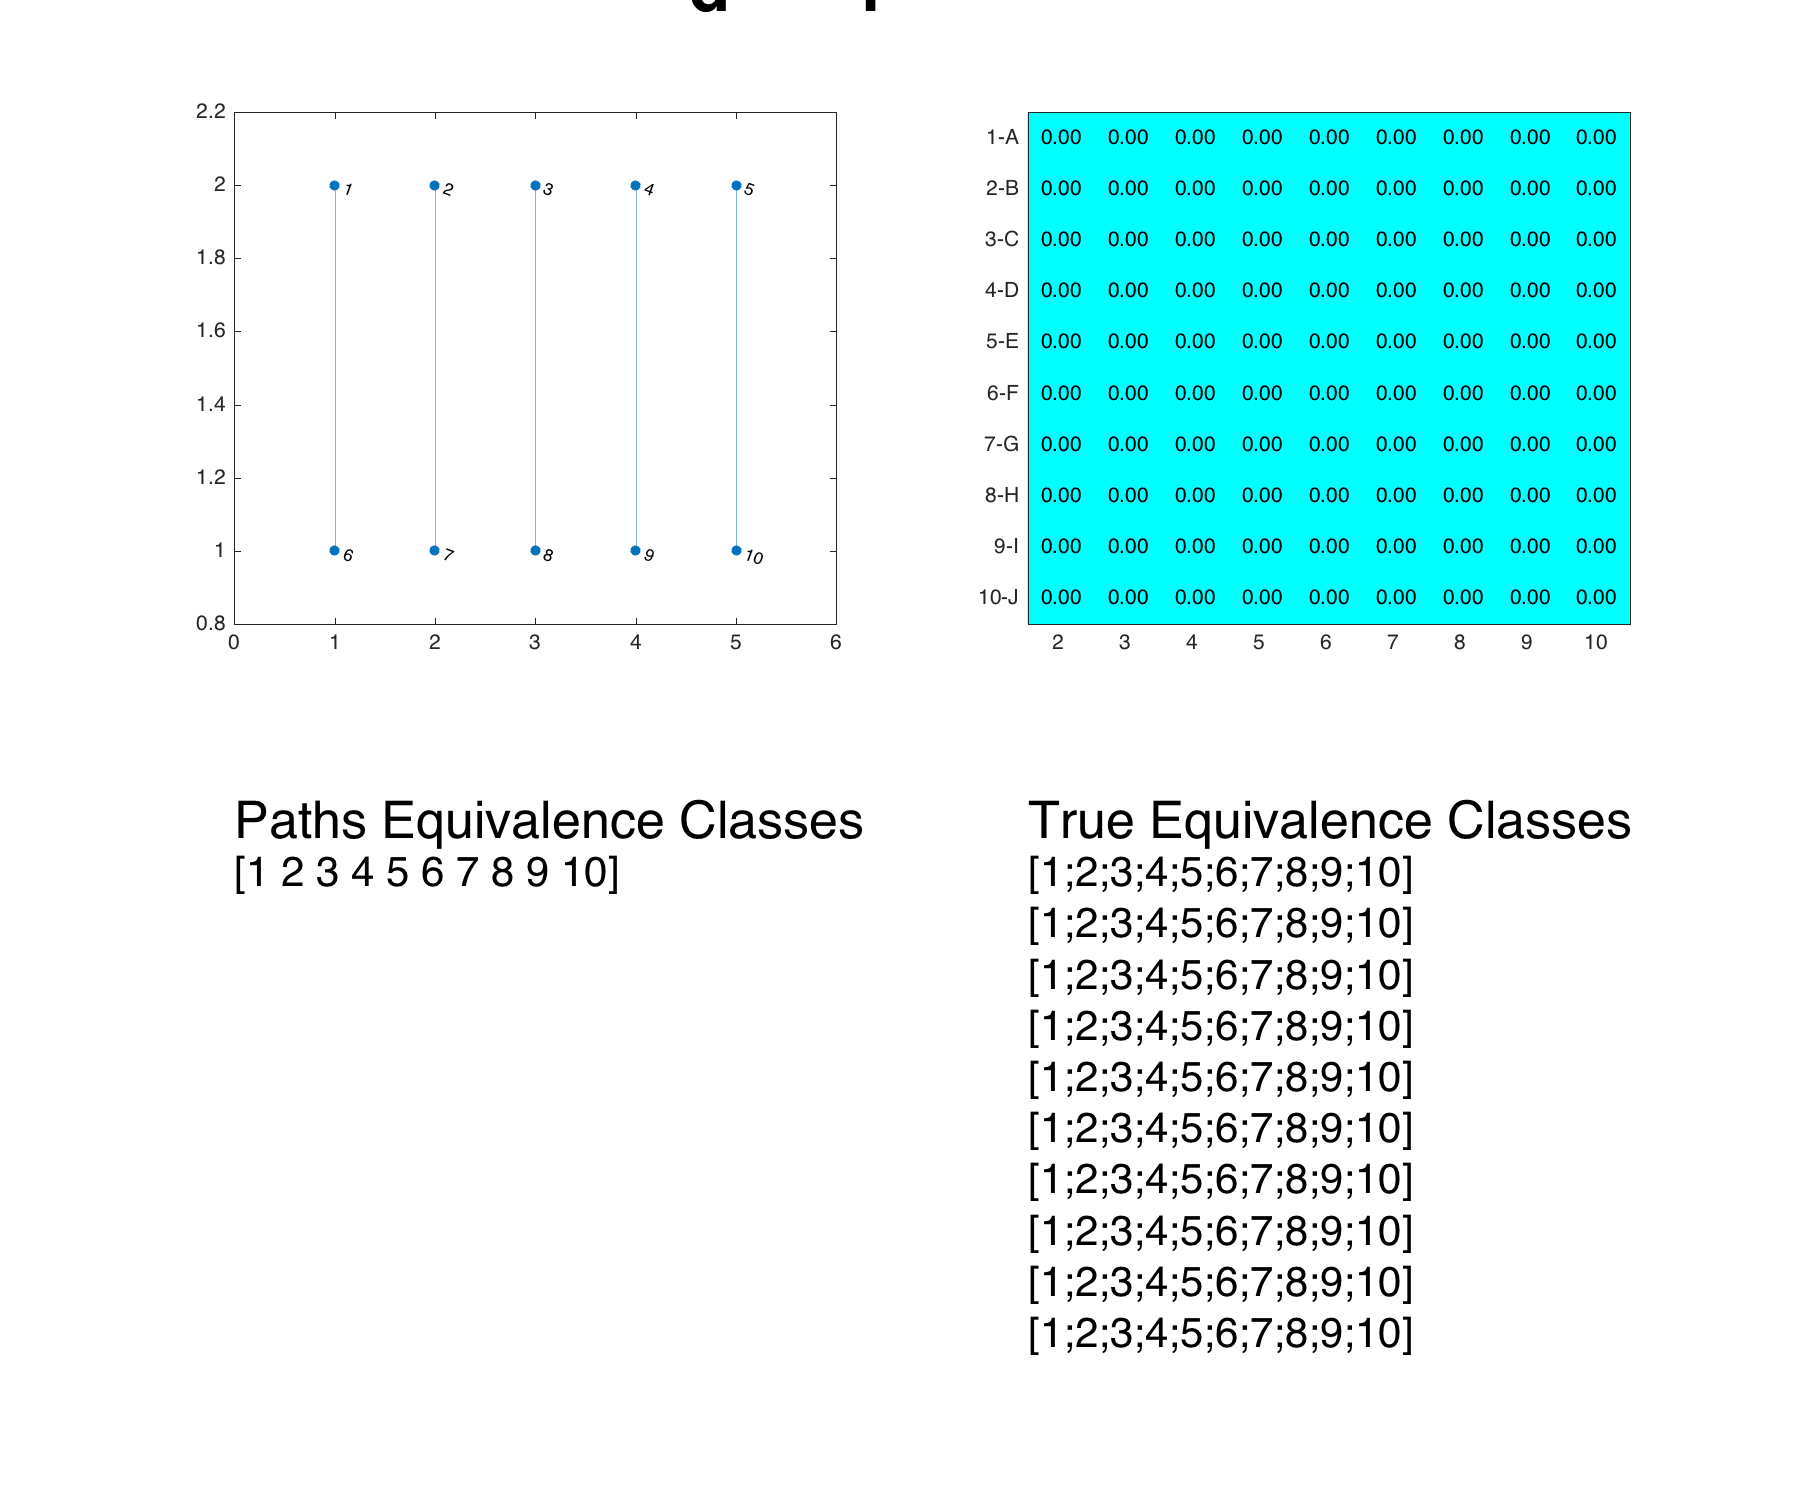 2.2
2
1.8
1.6
1.4
1.2
1
0.8
0 1 2 3 4 5 6
1 2 3 4 5
6 7 8 9 10
1-A 0.00 0.00 0.00 0.00 0.00 0.00 0.00 0.00 0.00
2-B 0.00 0.00 0.00 0.00 0.00 0.00 0.00 0.00 0.00
3-C 0.00 0.00 0.00 0.00 0.00 0.00 0.00 0.00 0.00
4-D 0.00 0.00 0.00 0.00 0.00 0.00 0.00 0.00 0.00
5-E 0.00 0.00 0.00 0.00 0.00 0.00 0.00 0.00 0.00
6-F 0.00 0.00 0.00 0.00 0.00 0.00 0.00 0.00 0.00
7-G 0.00 0.00 0.00 0.00 0.00 0.00 0.00 0.00 0.00
8-H 0.00 0.00 0.00 0.00 0.00 0.00 0.00 0.00 0.00
9-I 0.00 0.00 0.00 0.00 0.00 0.00 0.00 0.00 0.00
10-J 0.00 0.00 0.00 0.00 0.00 0.00 0.00 0.00 0.00
2 3 4 5 6 7 8 9 10
Paths Equivalence Classes
[1 2 3 4 5 6 7 8 9 10]
True Equivalence Classes
[1;2;3;4;5;6;7;8;9;10]
[1;2;3;4;5;6;7;8;9;10]
[1;2;3;4;5;6;7;8;9;10]
[1;2;3;4;5;6;7;8;9;10]
[1;2;3;4;5;6;7;8;9;10]
[1;2;3;4;5;6;7;8;9;10]
[1;2;3;4;5;6;7;8;9;10]
[1;2;3;4;5;6;7;8;9;10]
[1;2;3;4;5;6;7;8;9;10]
[1;2;3;4;5;6;7;8;9;10]